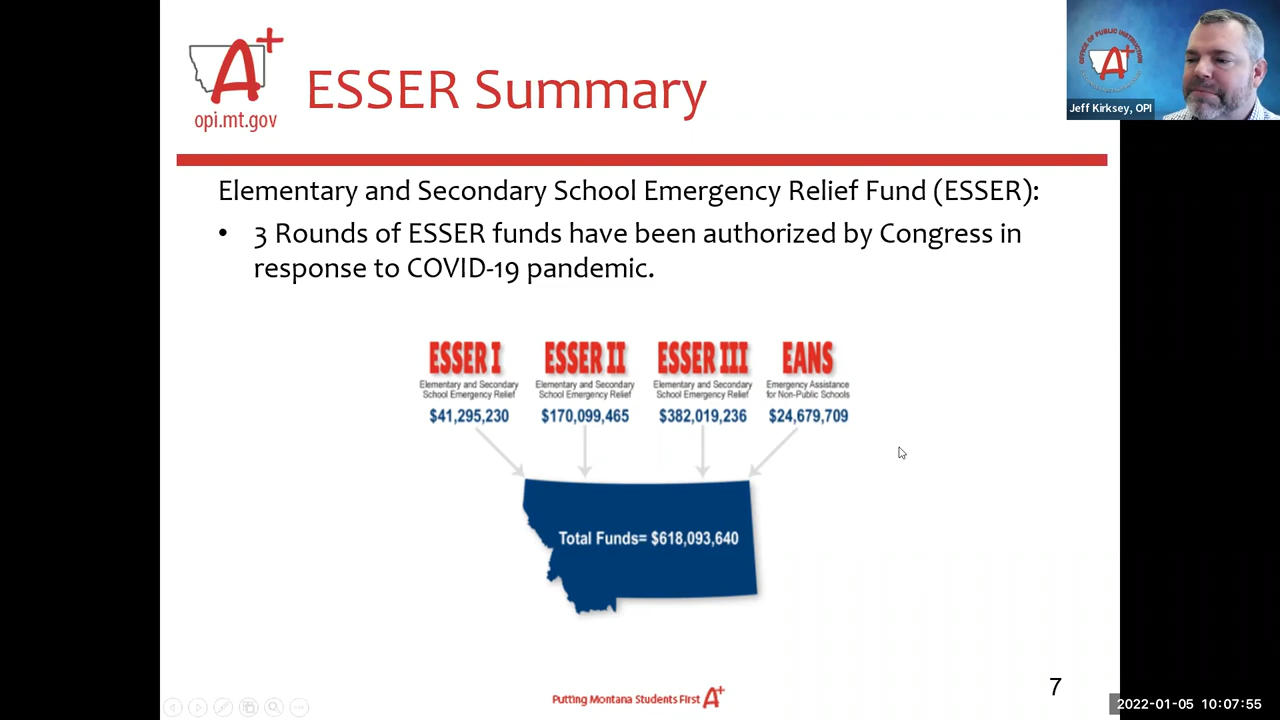 A+
opi.mt.gov
ESSER Summary
OFFICE OF PUBLIC INSTRUCTION
A+
Jeff Kirksey, OPI
Elementary and Secondary School Emergency Relief Fund (ESSER):
• 3 Rounds of ESSER funds have been authorized by Congress in
response to COVID-19 pandemic.
ESSER I
Elementary and Secondary
School Emergency Relief
$41,295,230
ESSER II
Elementary and Secondary
School Emergency Relief
$170,099,465
ESSER III
Elementary and Secondary
School Emergency Relief
$382,019,236
EANS
Emergency Assistance
for Non-Public Schools
$24,679,709
Total Funds= $618,093,640
Putting Montana Students First A+
7
2022-01-05 10:07:55